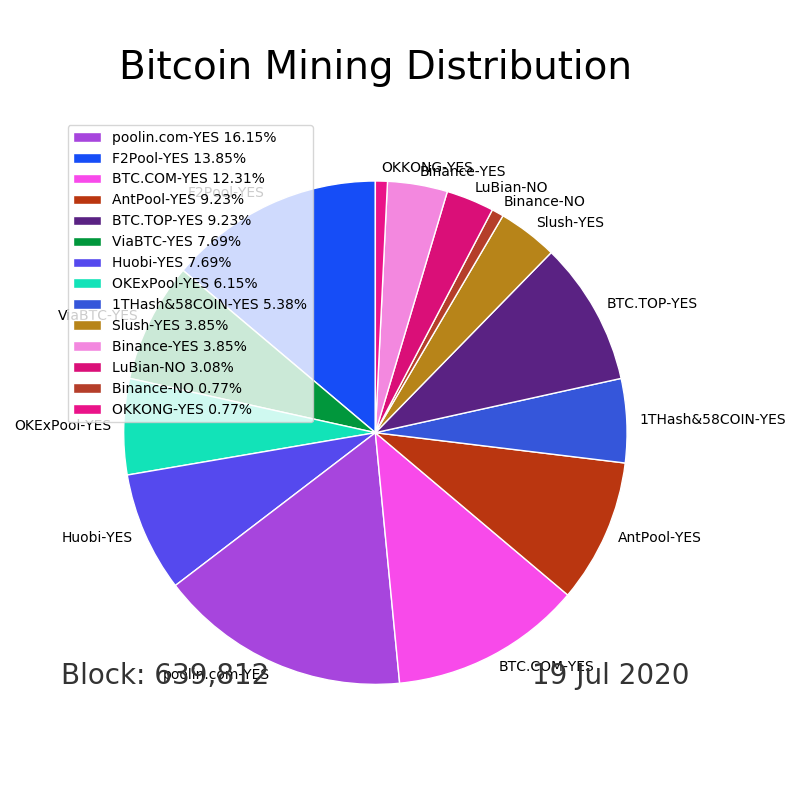 Bitcoin Mining Distribution
poolin.com-YES 16.15%
F2Pool-YES 13.85%
BTC.COM-YES 12.31%
AntPool-YES 9.23%
BTC.TOP-YES 9.23%
ViaBTC-YES 7.69%
Huobi-YES 7.69%
OKExPool-YES 6.15%
1THash&58COIN-YES 5.38%
Slush-YES 3.85%
Binance-YES 3.85%
LuBian-NO 3.08%
Binance-NO 0.77%
OKKONG-YES 0.77%
OKKONG-YES
Binance-YES
LuBian-NO
Binance-NO
Slush-YES
BTC.TOP-YES
1THash&58COIN-YES
AntPool-YES
BTC.COM-YES
poolin.com-YES
Huobi-YES
OKExPool-YES
ViaBTC-YES
F2Pool-YES
Block: 639,812
19 Jul 2020